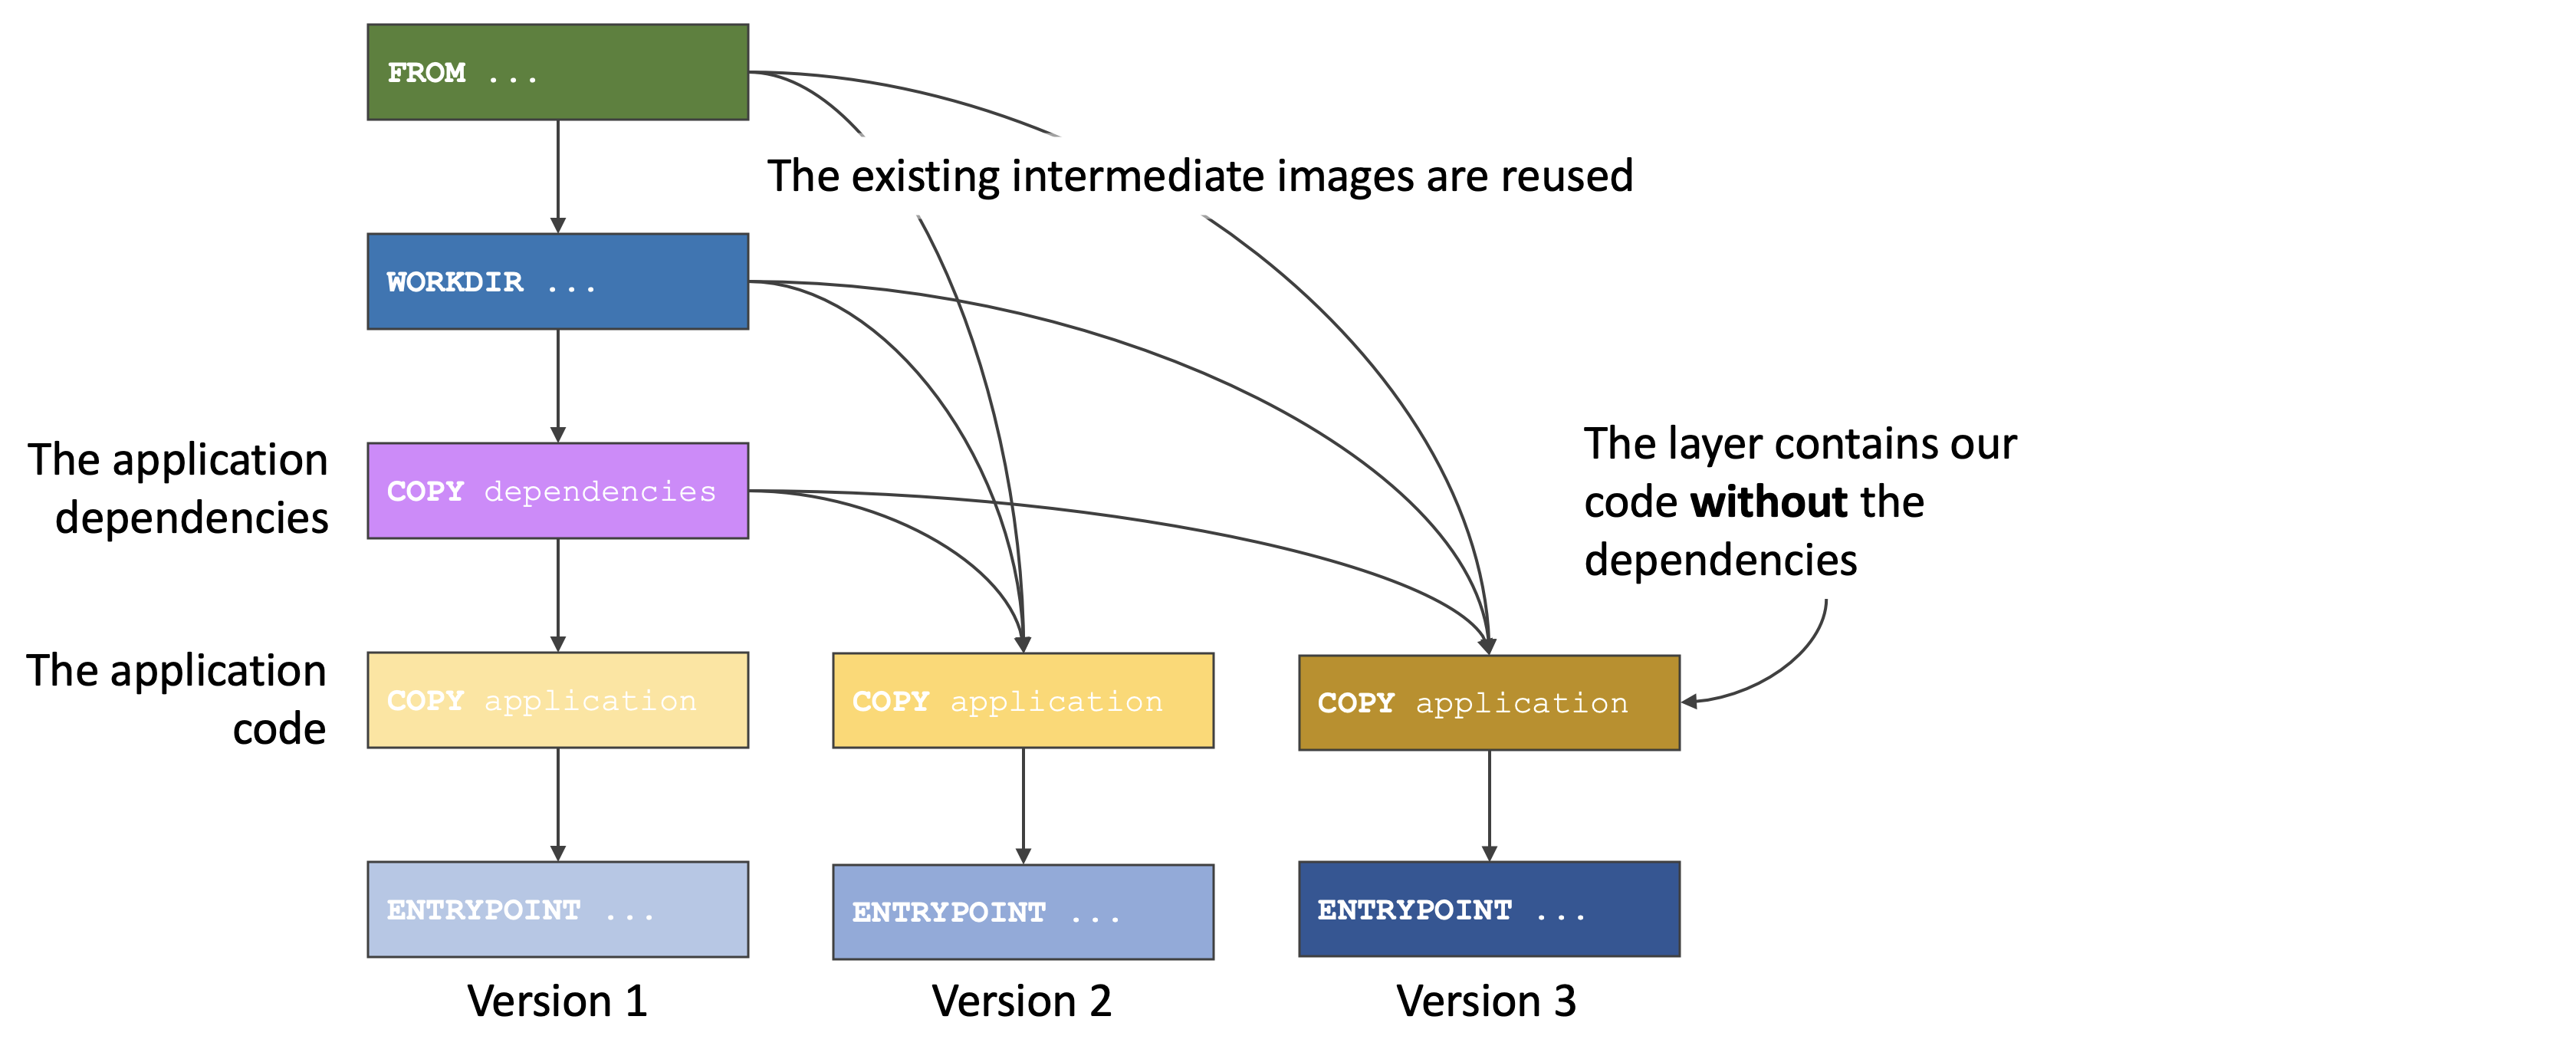 FROM ...
The existing intermediate images are reused
WORKDIR ...
The application
dependencies
COPY dependencies
The layer contains our
code without the
dependencies
The application
code
COPY application
COPY application
COPY application
ENTRYPOINT ...
ENTRYPOINT ...
ENTRYPOINT ...
Version 1
Version 2
Version 3